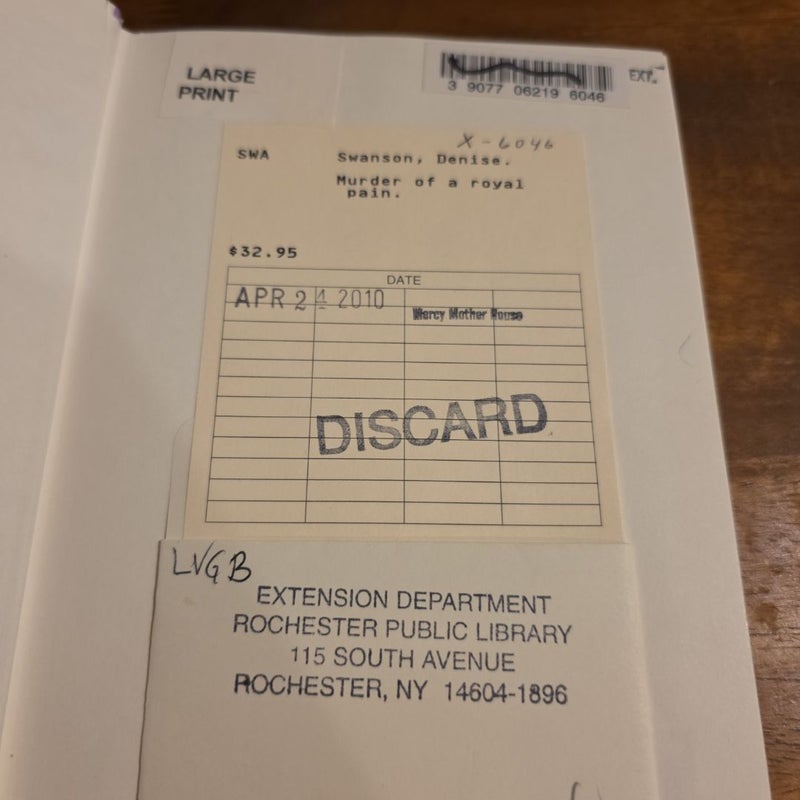 LARGE
PRINT
3 9077 06219 6046
EXT.
X-6046
SWA
Swanson, Denise.
Murder of a royal
pain.
$32.95
DATE
APR 24 2010
Mercy Mother House
DISCARD
LVGB
EXTENSION DEPARTMENT
ROCHESTER PUBLIC LIBRARY
115 SOUTH AVENUE
ROCHESTER, NY 14604-1896